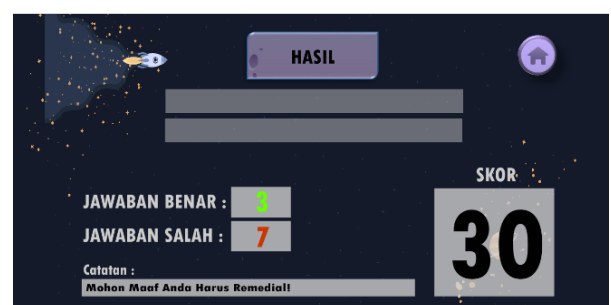 HASIL
SKOR
JAWABAN BENAR : 3
JAWABAN SALAH : 7
30
Catatan :
Mohon Maaf Anda Harus Remedial!